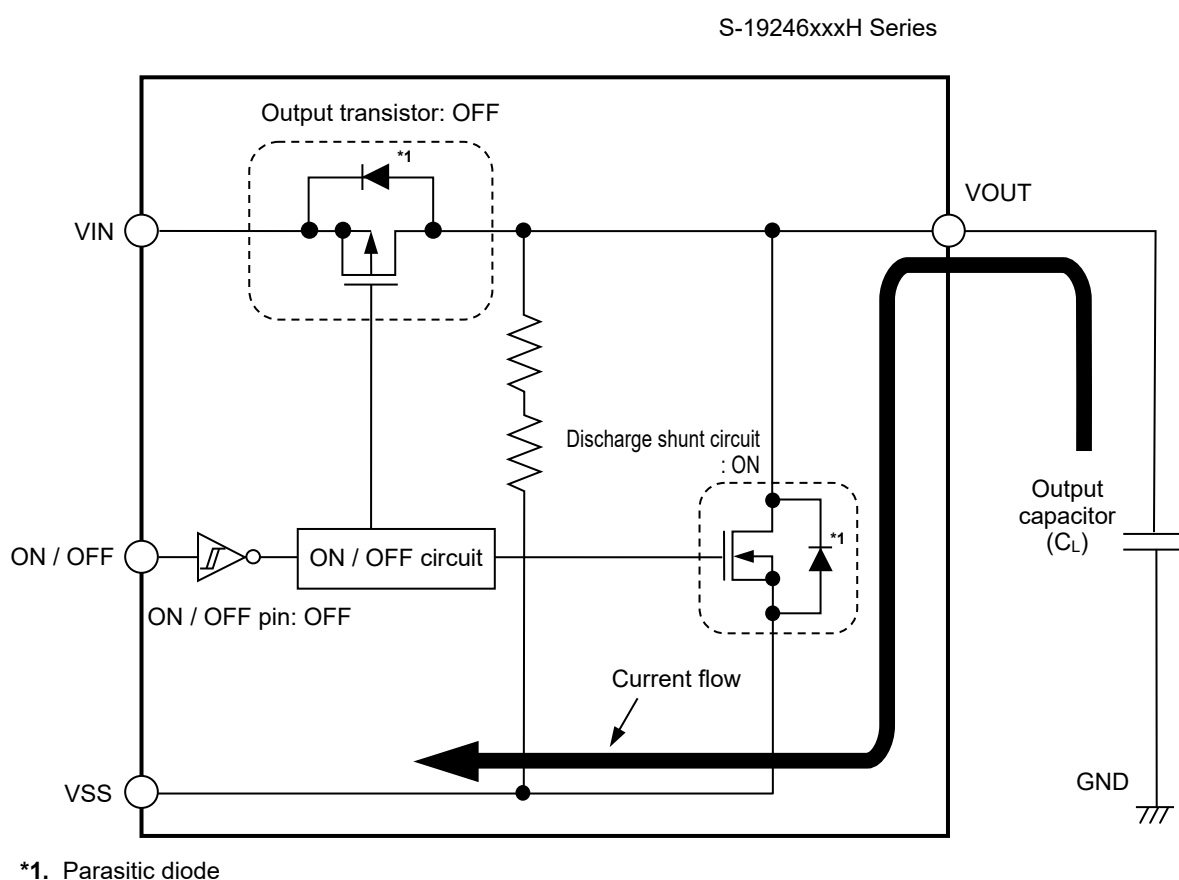 S-19246xxxH Series
Output transistor: OFF
*1
VIN
VOUT
Discharge shunt circuit
: ON
*1
Output
capacitor
(CL)
ON / OFF
ON / OFF circuit
ON / OFF pin: OFF
Current flow
VSS
GND
*1. Parasitic diode